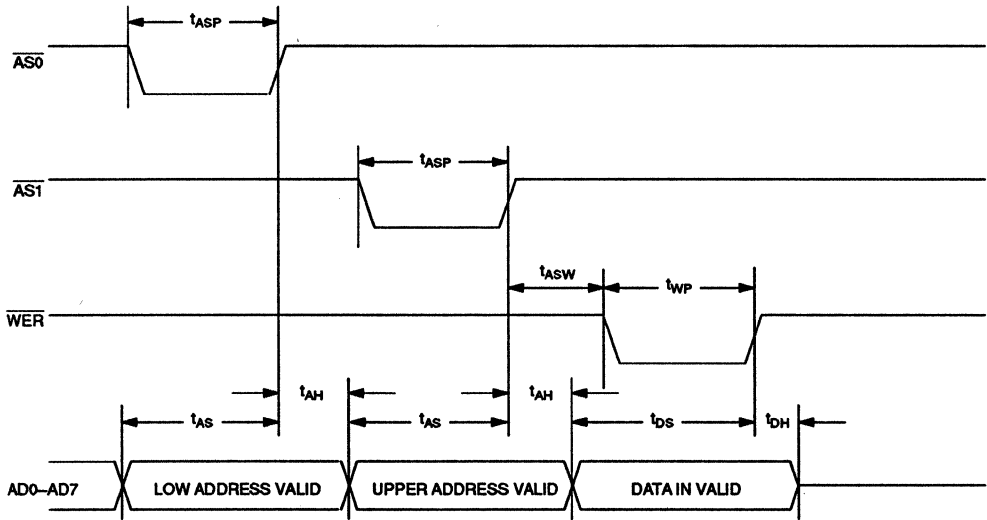 tASP
AS0
tASP
AS1
tASW
tWP
WER
tAH
tAH
tAS
tAS
tDS
tDH
AD0–AD7
LOW ADDRESS VALID
UPPER ADDRESS VALID
DATA IN VALID